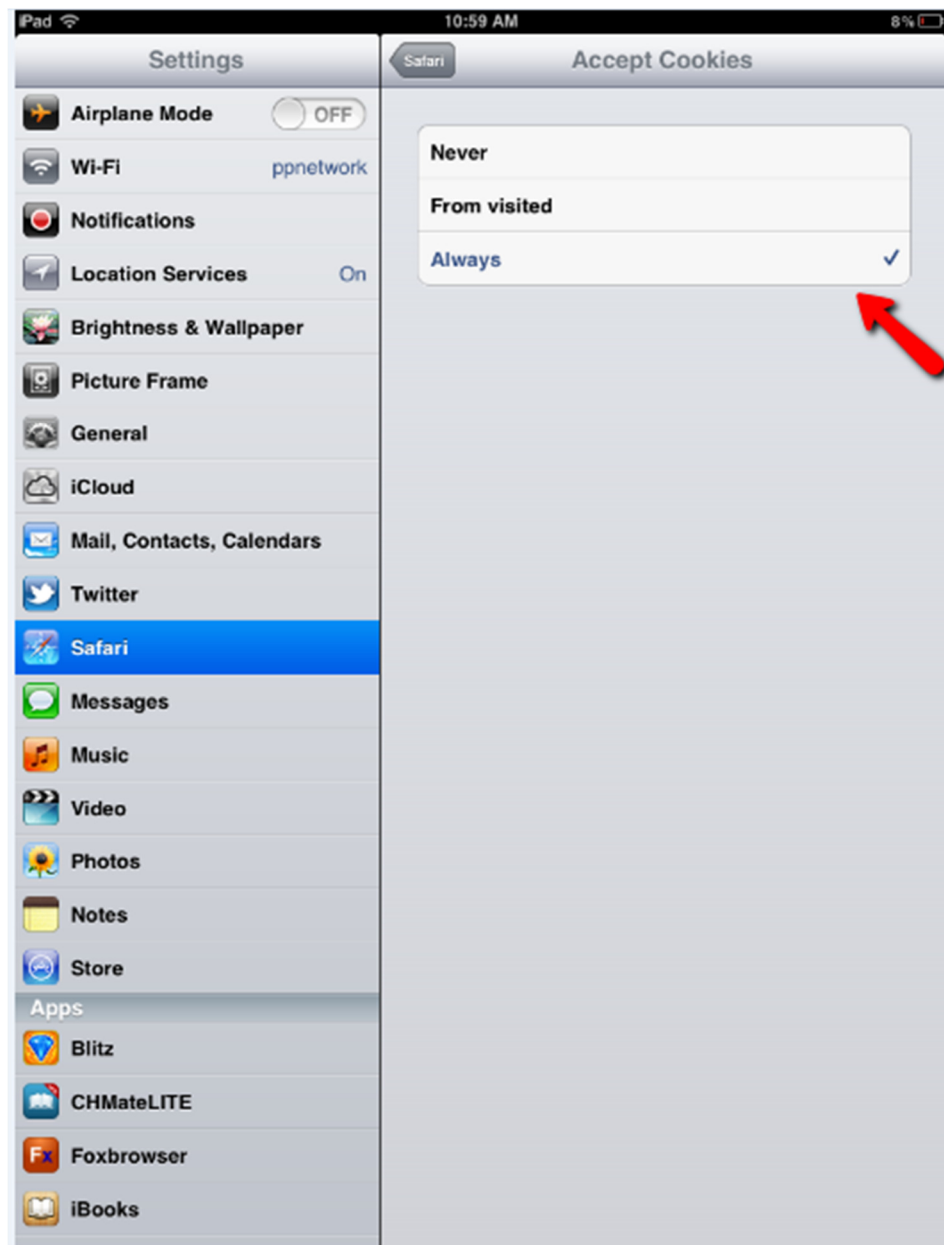 iPad 10:59 AM 8%
Settings
Safari Accept Cookies
Airplane Mode OFF
Wi-Fi ppnetwork
Notifications
Location Services On
Brightness & Wallpaper
Picture Frame
General
iCloud
Mail, Contacts, Calendars
Twitter
Safari
Messages
Music
Video
Photos
Notes
Store
Apps
Blitz
CHMateLITE
Fx Foxbrowser
iBooks
Never
From visited
Always